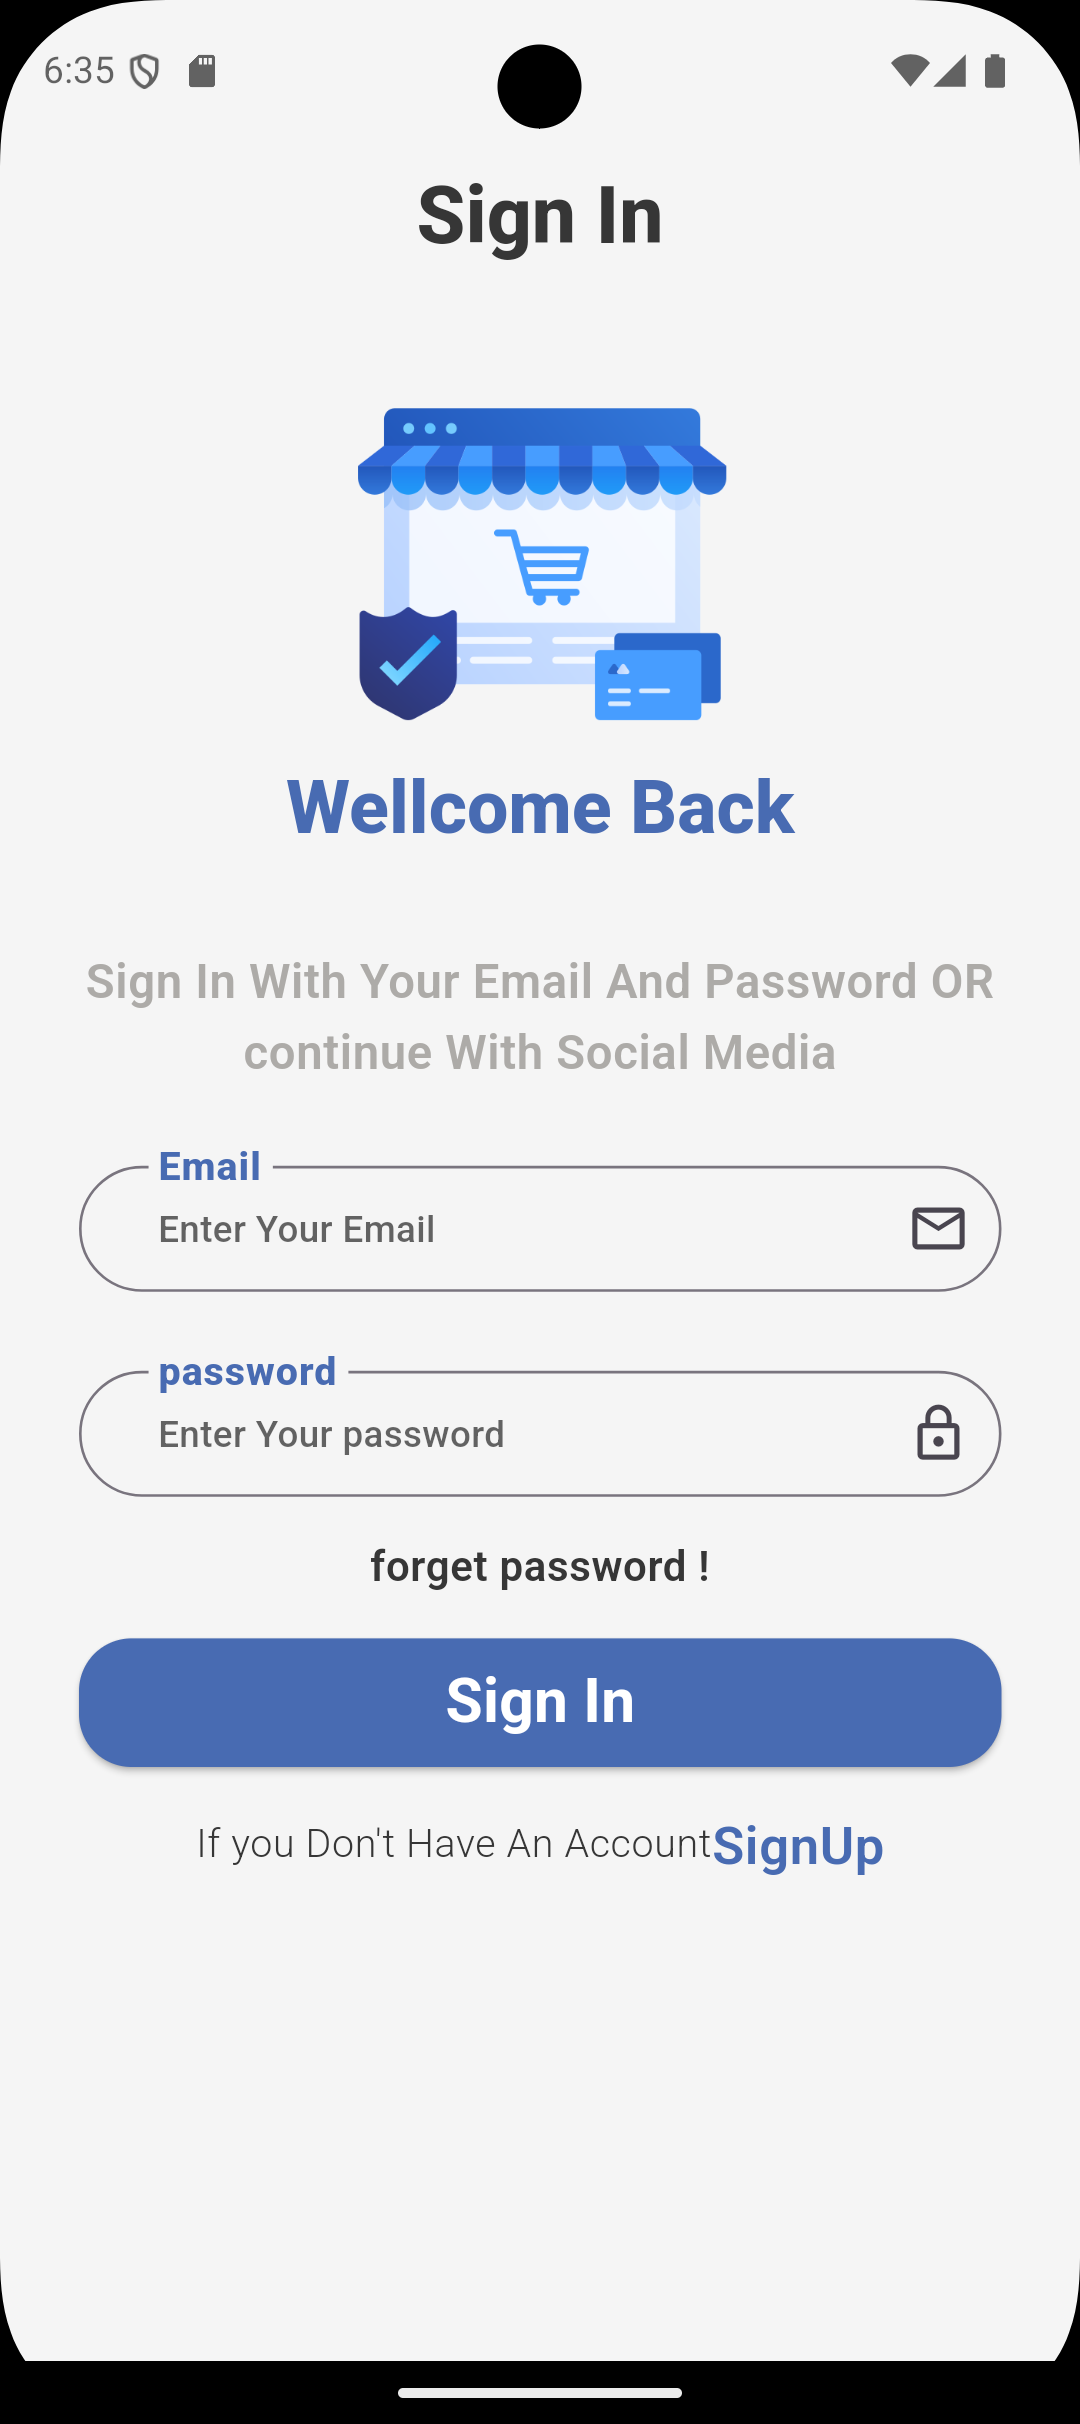 6:35
Sign In
Wellcome Back
Sign In With Your Email And Password OR
continue With Social Media
Email
Enter Your Email
password
Enter Your password
forget password !
Sign In
If you Don't Have An AccountSignUp